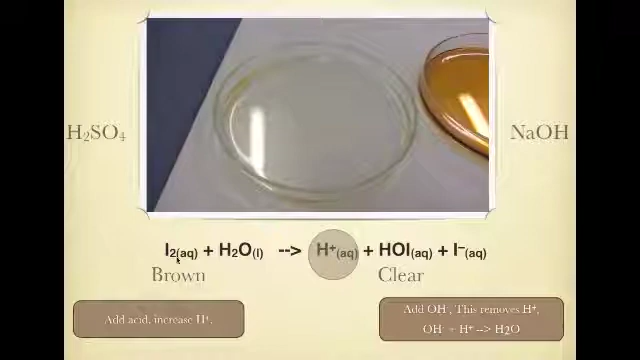 H₂SO₄
NaOH
I₂(aq) + H₂O(l) --> H⁺(aq) + HOI(aq) + I⁻(aq)
Brown Clear
Add acid, increase H⁺.
Add OH⁻, This removes H⁺,
OH⁻ + H⁺ --> H₂O